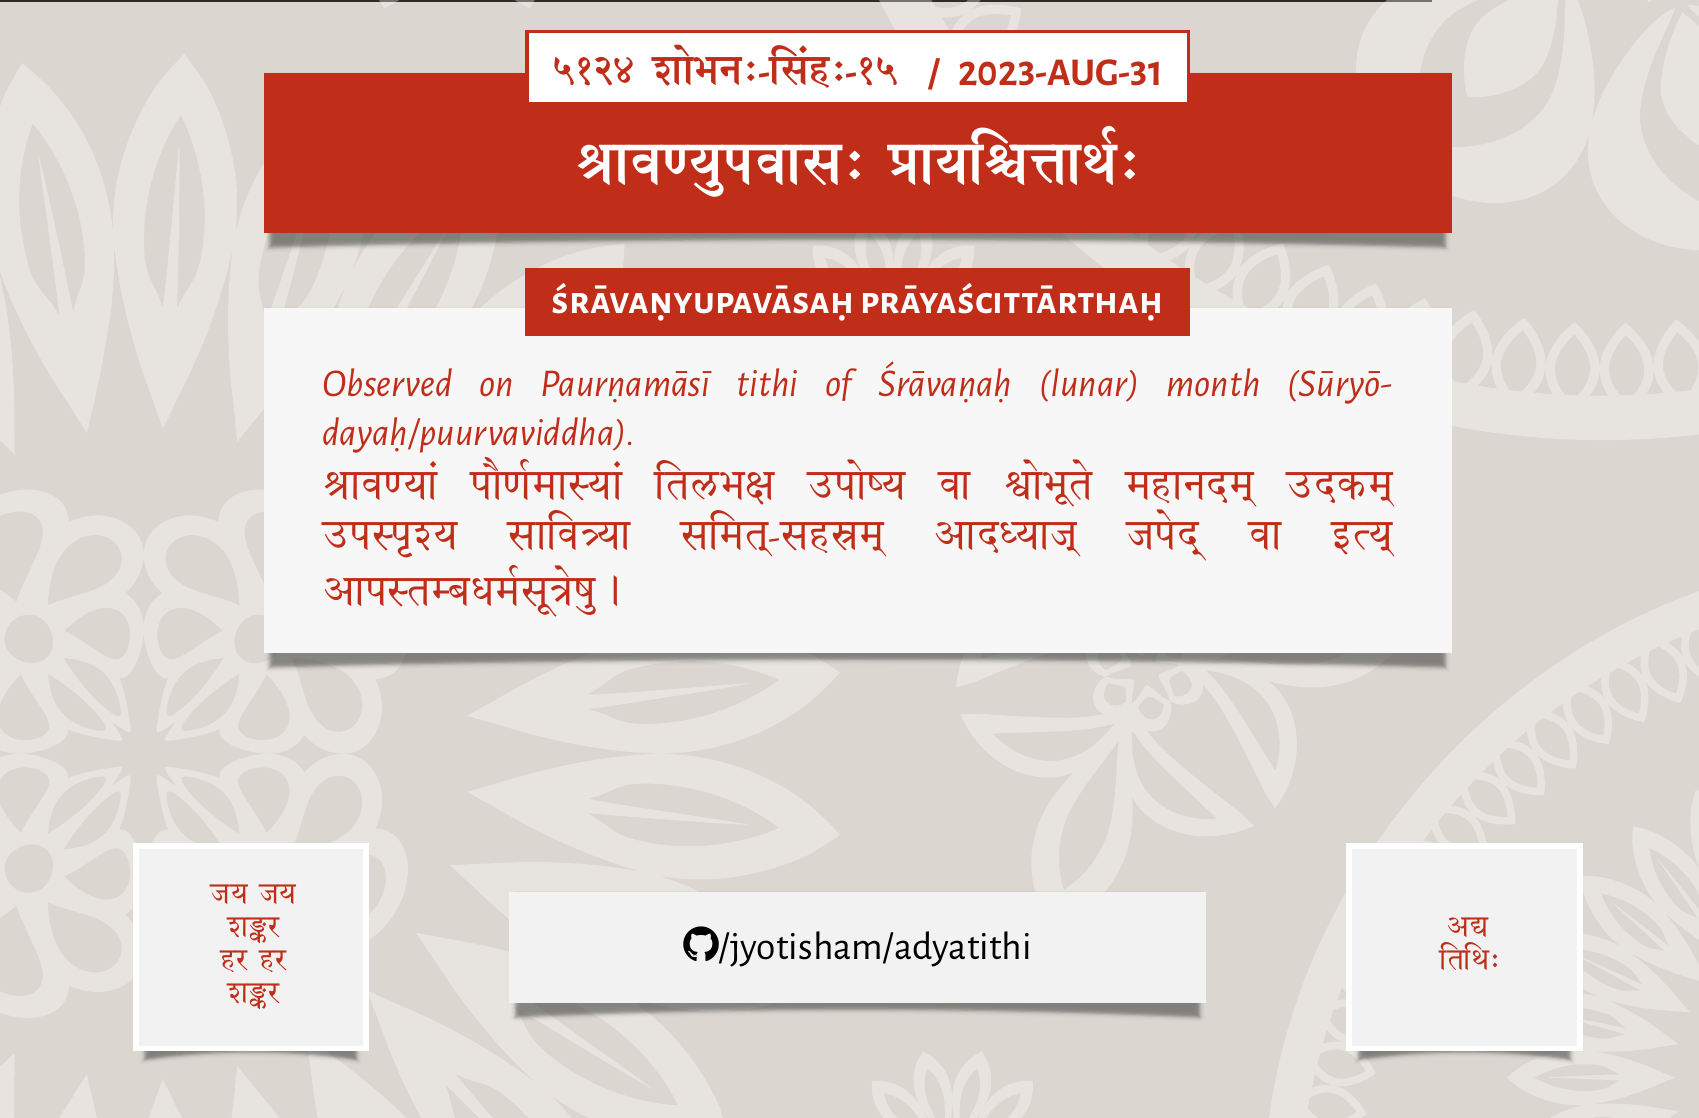 ५१२४ शोभनः-सिंहः-१५ / 2023-AUG-31
श्रावण्युपवासः प्रायश्चित्तार्थः
ŚRĀVAṆYUPAVĀSAḤ PRĀYAŚCITTĀRTHAḤ
Observed on Paurṇamāsī tithi of Śrāvaṇaḥ (lunar) month (Sūryō-
dayaḥ/puurvaviddha).
श्रावण्यां पौर्णमास्यां तिलभक्ष उपोष्य वा श्वोभूते महानदम् उदकम्
उपस्पृश्य सावित्र्या समित्-सहस्रम् आदध्याज् जपेद् वा इत्य्
आपस्तम्बधर्मसूत्रेषु ।
जय जय
शङ्कर
हर हर
शङ्कर
/jyotisham/adyatithi
अद्य
तिथिः